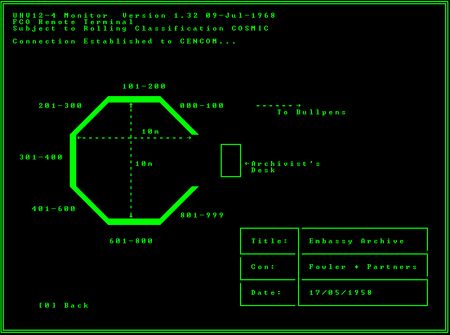 UHU12-4 Monitor Version 1.32 09-Jul-1968
FCO Remote Terminal
Subject to Rolling Classification COSMIC
Connection Established to CENCOM...
101-200
201-300
000-100
To Bullpens
10m
10m
301-400
Archivist's
Desk
401-600
801-999
601-800
Title: Embassy Archive
Con: Fowler + Partners
Date: 17/05/1958
[0] Back